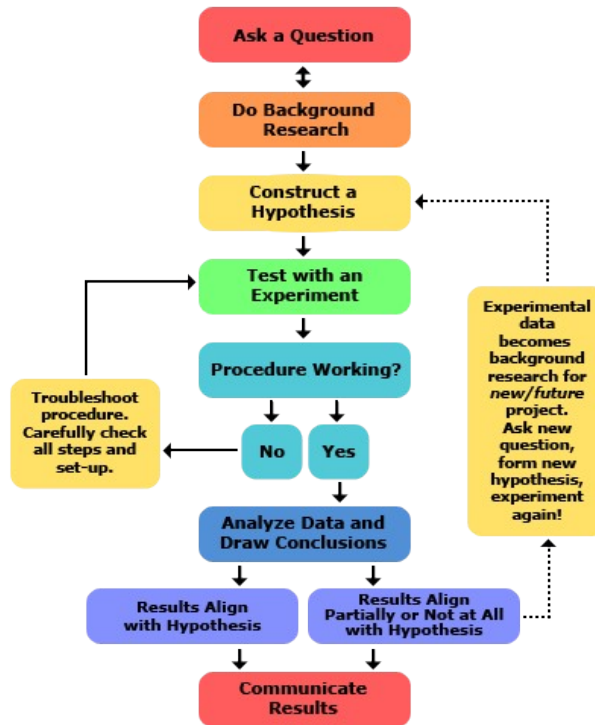 Ask a Question
Do Background
Research
Construct a
Hypothesis
Test with an
Experiment
Procedure Working?
Troubleshoot
procedure.
Carefully check
all steps and
set-up.
No
Yes
Experimental
data
becomes
background
research for
new/future
project.
Ask new
question,
form new
hypothesis,
experiment
again!
Analyze Data and
Draw Conclusions
Results Align
with Hypothesis
Results Align
Partially or Not at All
with Hypothesis
Communicate
Results